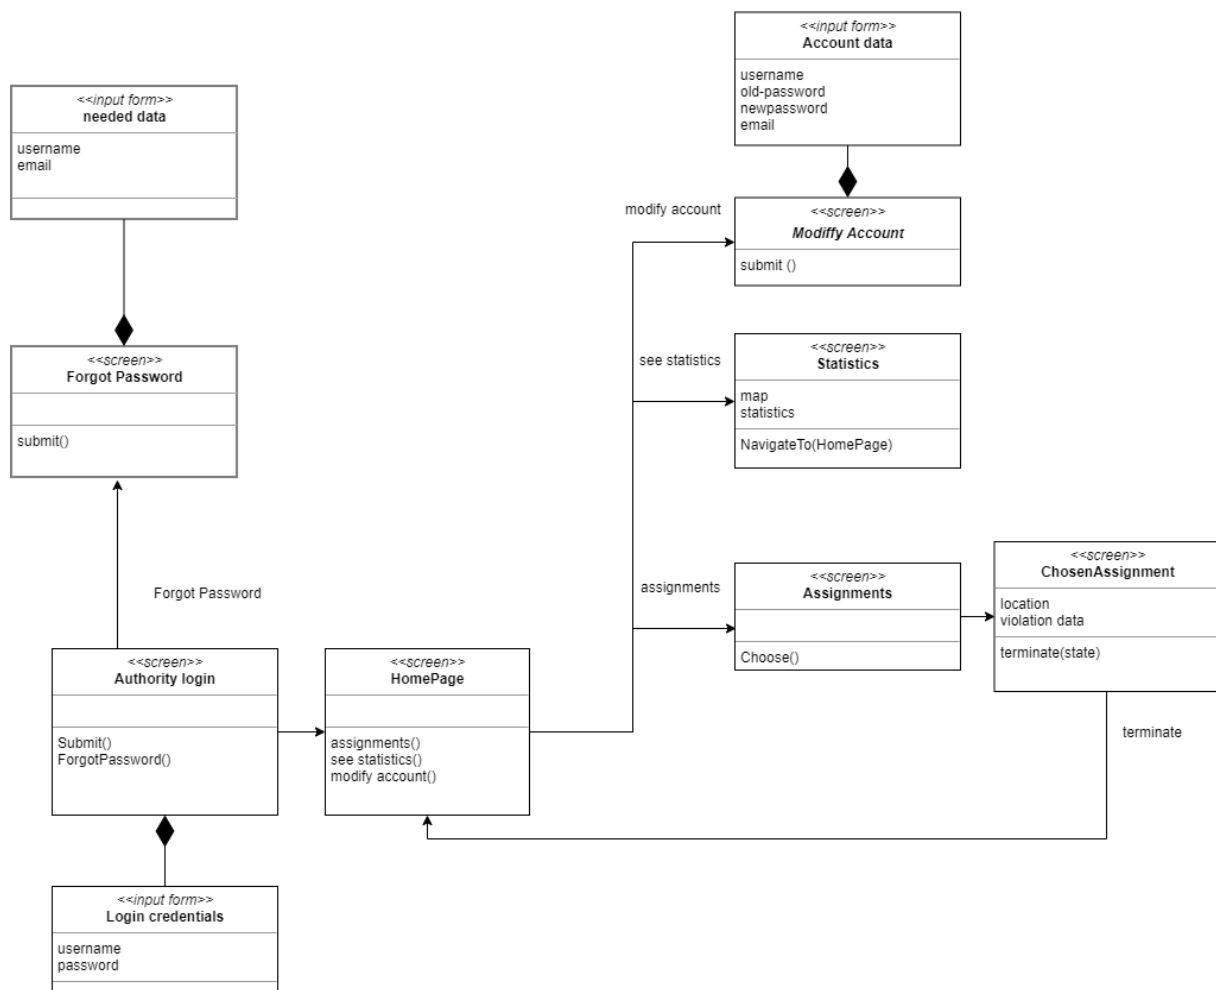 <<input form>>
Account data
username
old-password
newpassword
email
<<input form>>
needed data
username
email
modify account
<<screen>>
Modiffy Account
submit ()
<<screen>>
Forgot Password
submit()
see statistics
<<screen>>
Statistics
map
statistics
NavigateTo(HomePage)
Forgot Password
assignments
<<screen>>
Assignments
Choose()
<<screen>>
ChosenAssignment
location
violation data
terminate(state)
<<screen>>
Authority login
Submit()
ForgotPassword()
<<screen>>
HomePage
assignments()
see statistics()
modify account()
terminate
<<input form>>
Login credentials
username
password